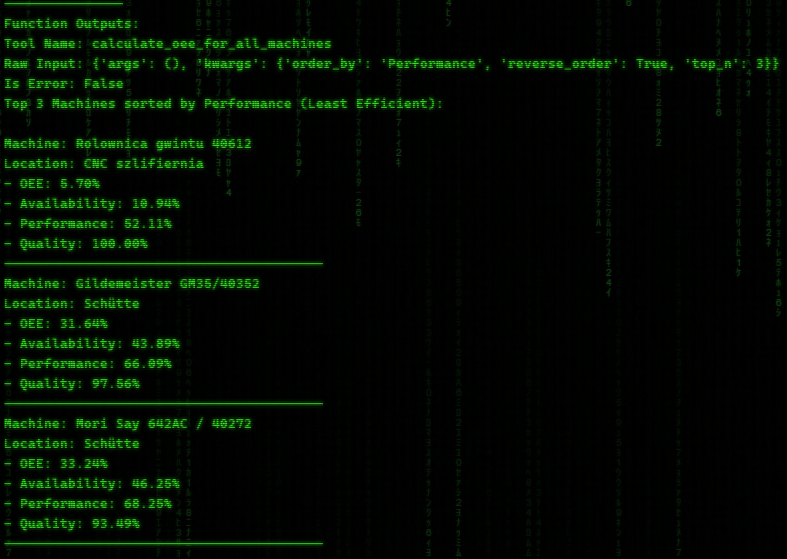 Function Outputs:
Tool Name: calculate_oee_for_all_machines
Raw Input: {'args': (), 'kwargs': {'order_by': 'Performance', 'reverse_order': True, 'top_n': 3}}
Is Error: False
Top 3 Machines sorted by Performance (Least Efficient):
Machine: Rolownica gwintu 40612
Location: CNC szlifiernia
- OEE: 5.70%
- Availability: 10.94%
- Performance: 52.11%
- Quality: 100.00%
Machine: Gildemeister GM35/40352
Location: Schütte
- OEE: 31.64%
- Availability: 43.89%
- Performance: 66.09%
- Quality: 97.56%
Machine: Mori Say 642AC / 40272
Location: Schütte
- OEE: 33.24%
- Availability: 46.25%
- Performance: 68.25%
- Quality: 93.49%